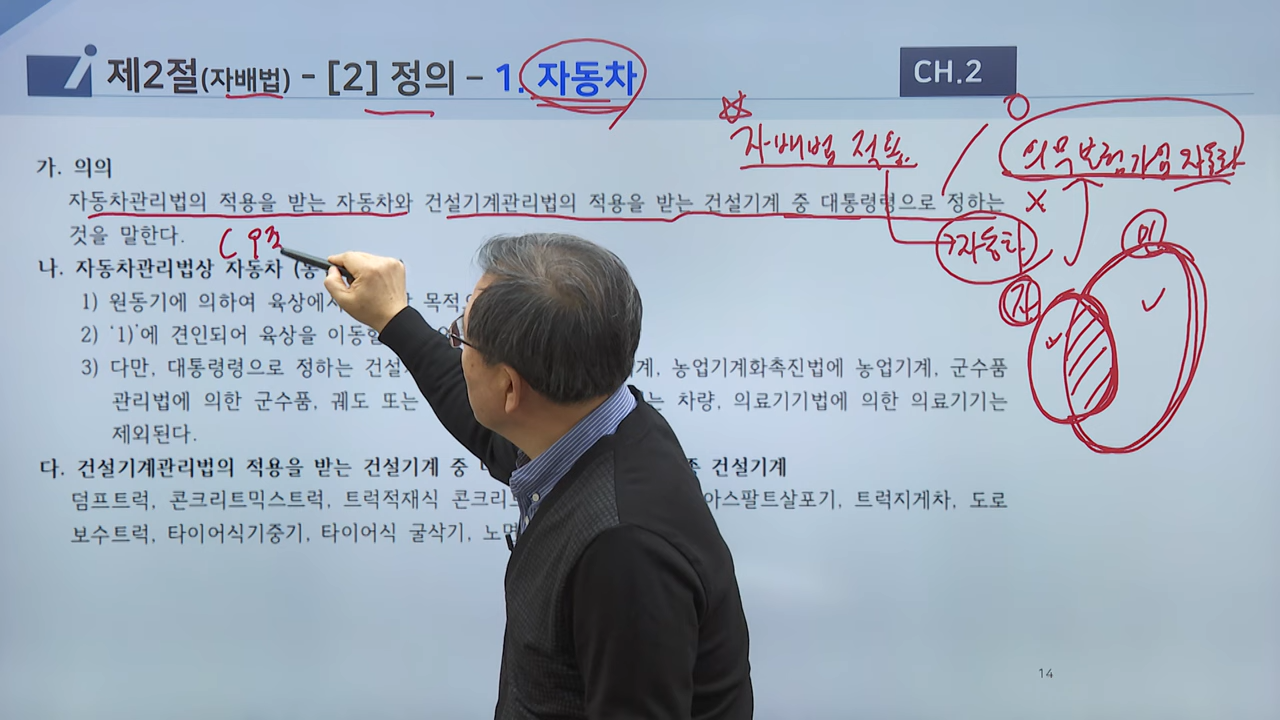 제2절(자배법) - [2] 정의 – 1. 자동차
CH.2
자배법 적용.
의무보험가입 자동차
가. 의의
자동차관리법의 적용을 받는 자동차와 건설기계관리법의 적용을 받는 건설기계 중 대통령령으로 정하는
것을 말한다.
자동차
나. 자동차관리법상 자동차
1) 원동기에 의하여 육상에서 목적
2) ‘1)’에 견인되어 육상을 이동할
3) 다만, 대통령령으로 정하는 농업기계화촉진법에 농업기계, 군수품
관리법에 의한 군수품, 궤도 또는 차량, 의료기기법에 의한 의료기기는
제외된다.
다. 건설기계관리법의 적용을 받는 건설기계 중 건설기계
덤프트럭, 콘크리트믹스트럭, 트럭적재식 아스팔트살포기, 트럭지게차, 도로
보수트럭, 타이어식기중기, 타이어식 굴삭기,
자
민
14